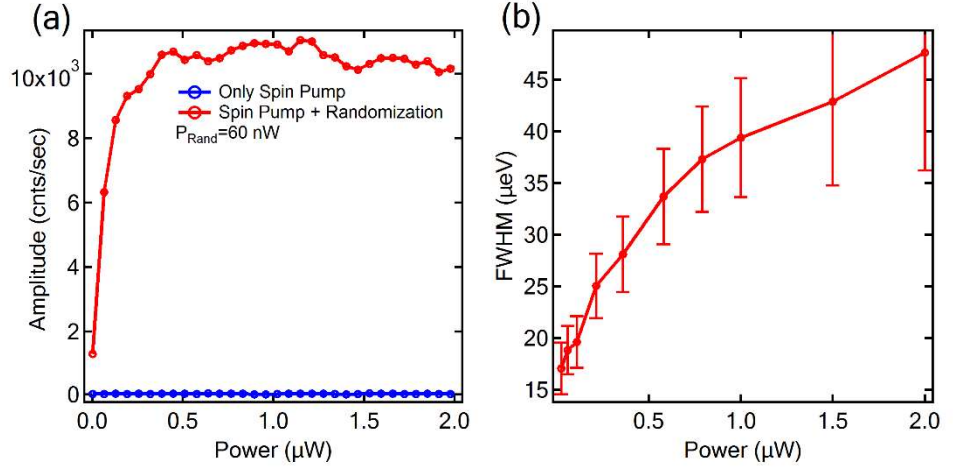 (a)
Amplitude (cnts/sec)
10x10³
8
6
4
2
0
Only Spin Pump
Spin Pump + Randomization
P_Rand=60 nW
0.0 0.5 1.0 1.5 2.0
Power (µW)
(b)
FWHM (µeV)
45
40
35
30
25
20
15
0.5 1.0 1.5 2.0
Power (µW)